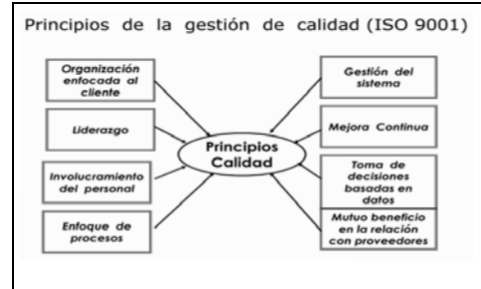 Principios de la gestión de calidad (ISO 9001)
Organización
enfocada al
cliente
Liderazgo
Involucramiento
del personal
Enfoque de
procesos
Principios
Calidad
Gestión del
sistema
Mejora Continua
Toma de
decisiones
basadas en
datos
Mutuo beneficio
en la relación
con proveedores